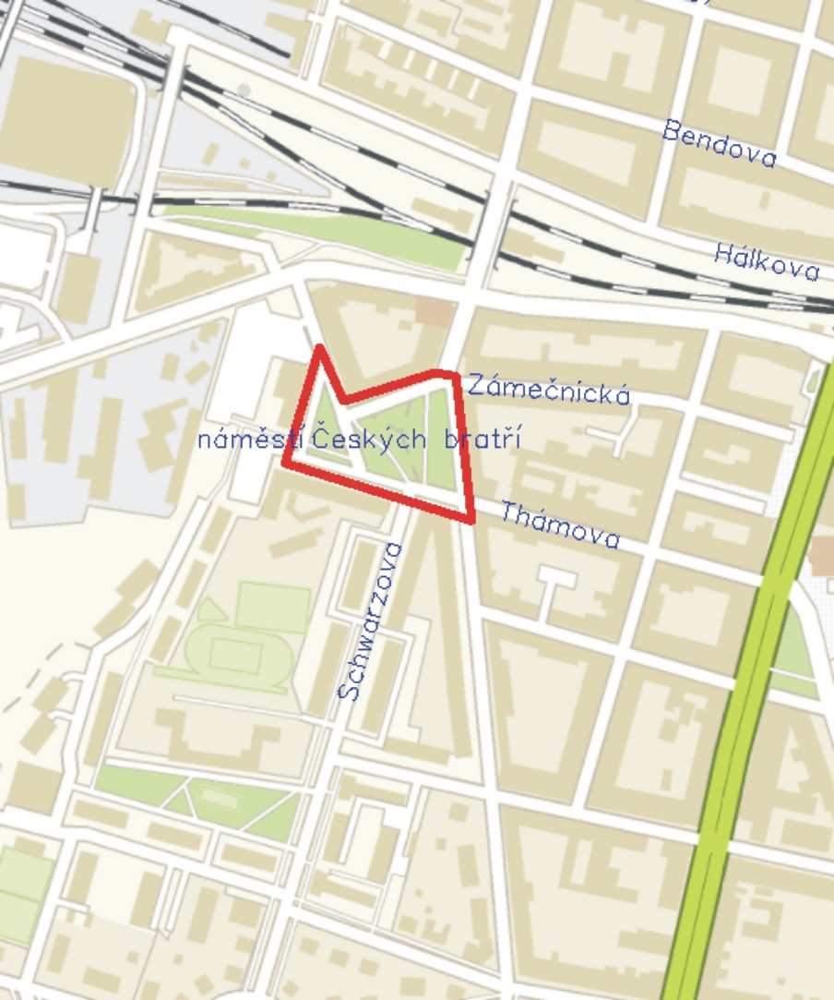 Bendova
Hálkova
Zámečnická
náměstí Českých bratří
Thámova
Schwarzova